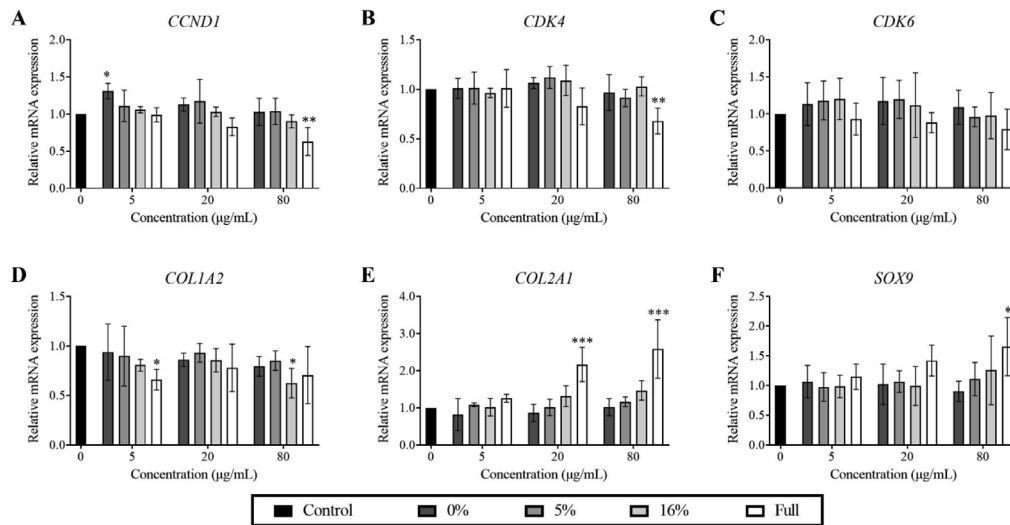 A CCND1
Relative mRNA expression
2.0
1.5
1.0
0.5
0.0
*
**
0 5 20 80
Concentration (μg/mL)
B CDK4
Relative mRNA expression
1.5
1.0
0.5
0.0
**
0 5 20 80
Concentration (μg/mL)
C CDK6
Relative mRNA expression
2.0
1.5
1.0
0.5
0.0
0 5 20 80
Concentration (μg/mL)
D COL1A2
Relative mRNA expression
1.5
1.0
0.5
0.0
*
*
0 5 20 80
Concentration (μg/mL)
E COL2A1
Relative mRNA expression
4.0
3.0
2.0
1.0
0.0
***
***
0 5 20 80
Concentration (μg/mL)
F SOX9
Relative mRNA expression
2.5
2.0
1.5
1.0
0.5
0.0
*
0 5 20 80
Concentration (μg/mL)
Control 0% 5% 16% Full